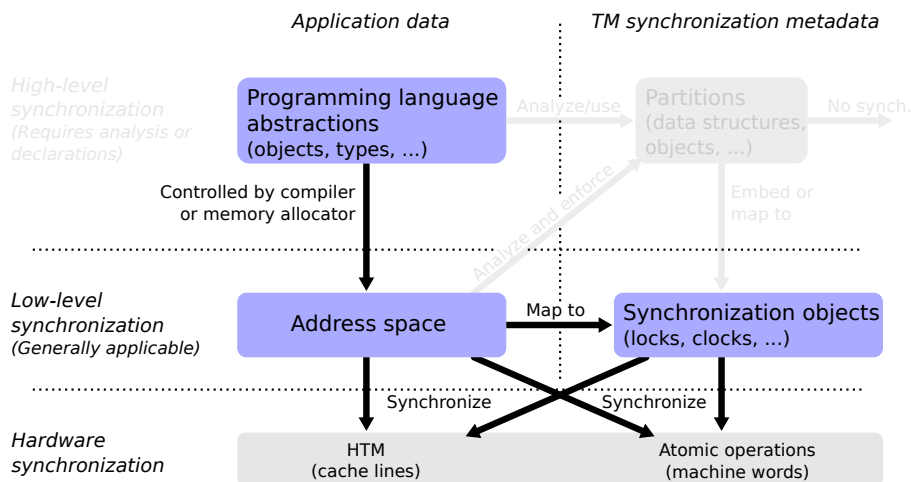 Application data
TM synchronization metadata
High-level
synchronization
(Requires analysis or
declarations)
Programming language
abstractions
(objects, types, ...)
Analyze/use
Partitions
(data structures,
objects, ...)
No synch.
Controlled by compiler
or memory allocator
Analyze and enforce
Embed or
map to
Low-level
synchronization
(Generally applicable)
Address space
Map to
Synchronization objects
(locks, clocks, ...)
Synchronize
Synchronize
Hardware
synchronization
HTM
(cache lines)
Atomic operations
(machine words)